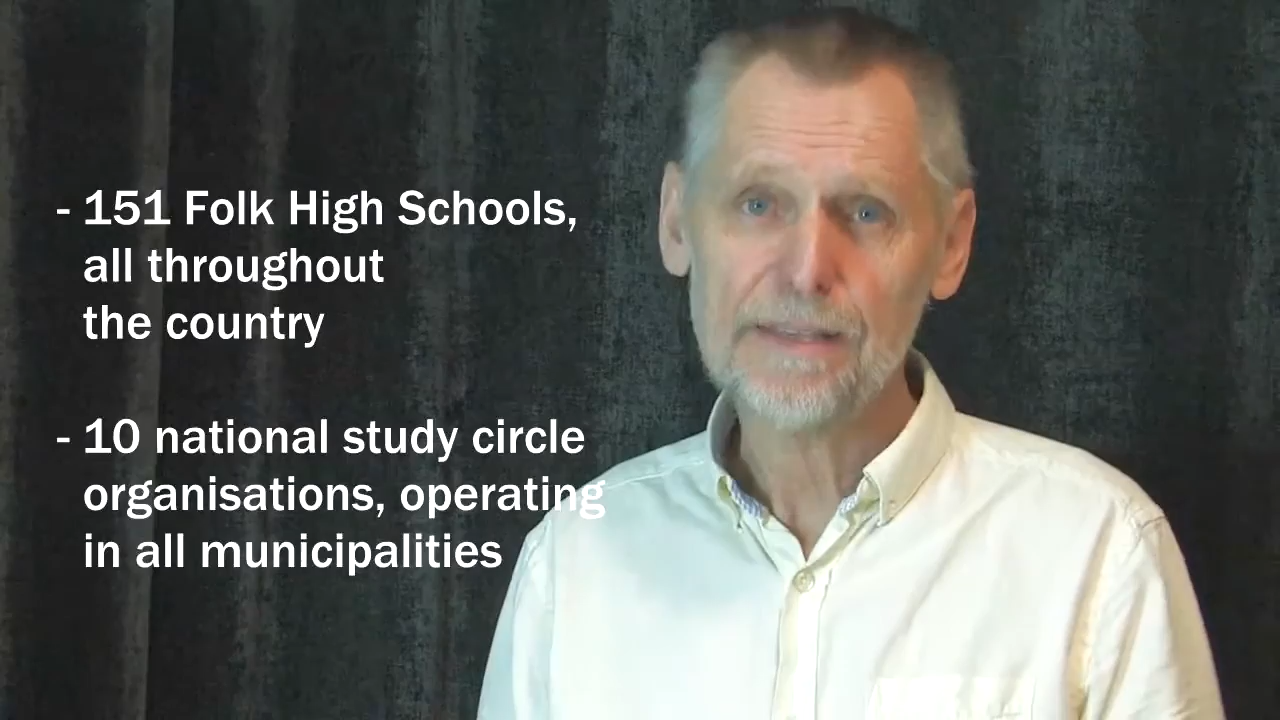 - 151 Folk High Schools,
all throughout
the country
- 10 national study circle
organisations, operating
in all municipalities